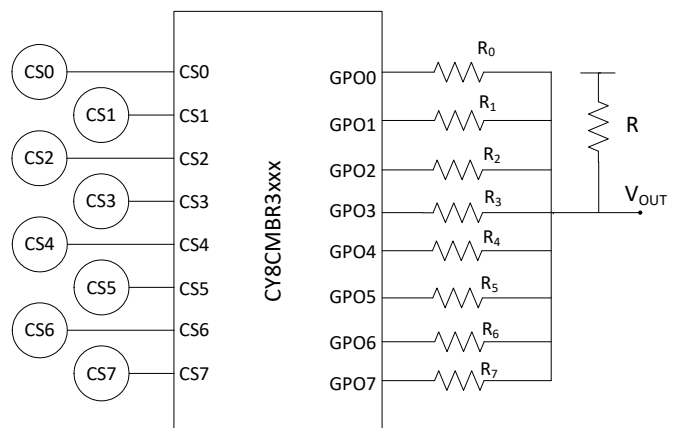 CS0
CS1
CS2
CS3
CS4
CS5
CS6
CS7
CS0
CS1
CS2
CS3
CS4
CS5
CS6
CS7
CY8CMBR3xxx
GPO0
GPO1
GPO2
GPO3
GPO4
GPO5
GPO6
GPO7
R0
R1
R2
R3
R4
R5
R6
R7
R
VOUT